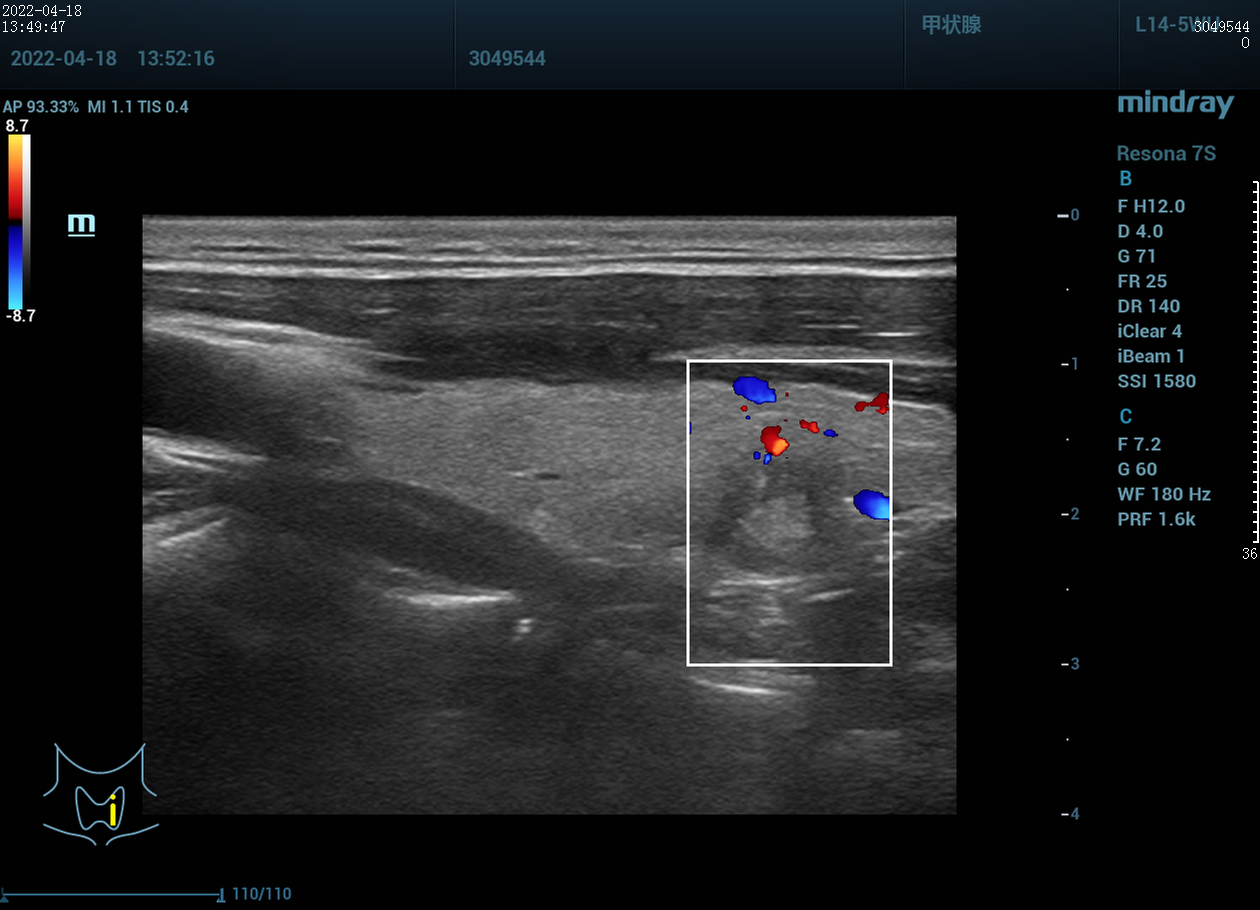 2022-04-18
13:49:47
2022-04-18 13:52:16
3049544
甲状腺
L14-5WU
3049544
0
AP 93.33% MI 1.1 TIS 0.4
8.7
-8.7
m
mindray
Resona 7S
B
F H12.0
D 4.0
G 71
FR 25
DR 140
iClear 4
iBeam 1
SSI 1580
C
F 7.2
G 60
WF 180 Hz
PRF 1.6k
0
1
2
3
4
36
110/110